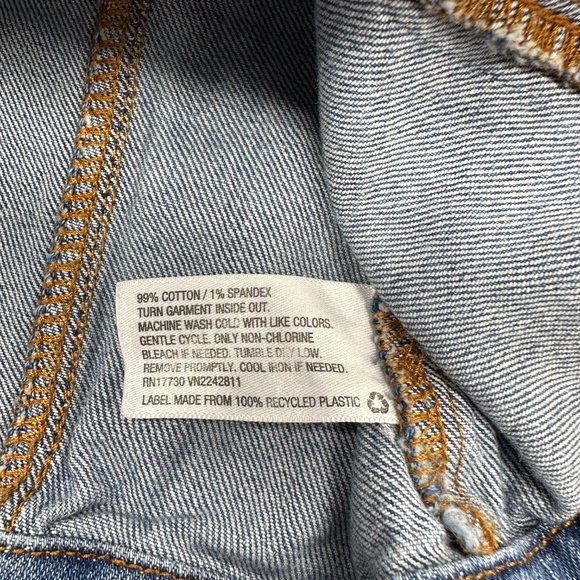 99% COTTON / 1% SPANDEX
TURN GARMENT INSIDE OUT.
MACHINE WASH COLD WITH LIKE COLORS.
GENTLE CYCLE. ONLY NON-CHLORINE
BLEACH IF NEEDED. TUMBLE DRY LOW.
REMOVE PROMPTLY. COOL IRON IF NEEDED.
RN17730 VN2242811
LABEL MADE FROM 100% RECYCLED PLASTIC